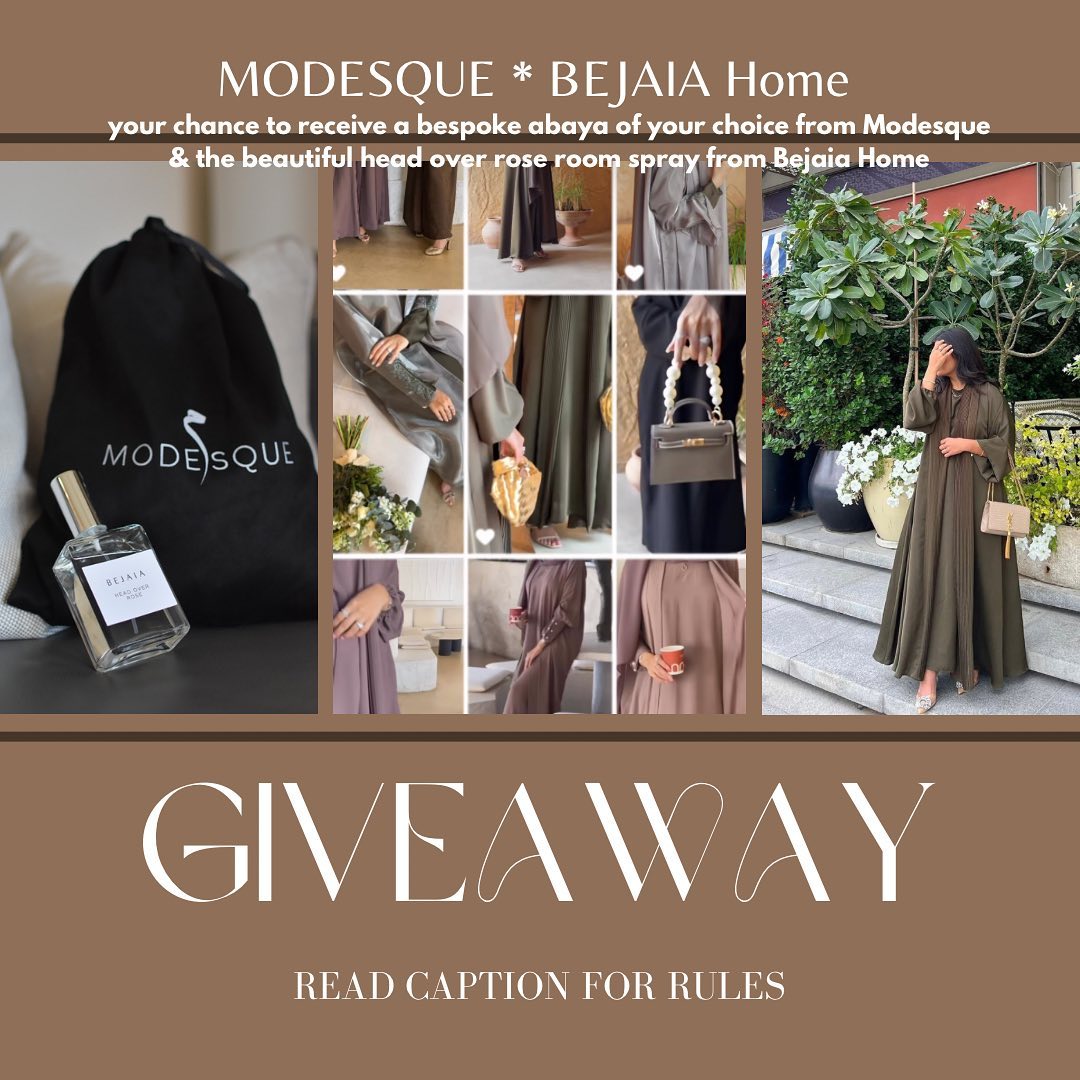 MODESQUE * BEJAIA Home
your chance to receive a bespoke abaya of your choice from Modesque
& the beautiful head over rose room spray from Bejaia Home
MODESQUE
BEJAIA
HEAD OVER
ROSE
GIVEAWAY
READ CAPTION FOR RULES